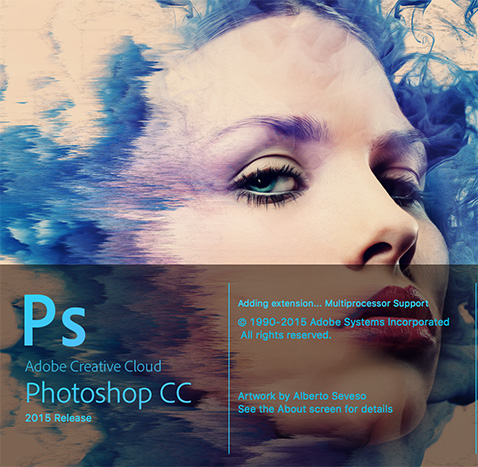 Ps
Adobe Creative Cloud
Photoshop CC
2015 Release
Adding extension... Multiprocessor Support
© 1990-2015 Adobe Systems Incorporated
All rights reserved.
Artwork by Alberto Seveso
See the About screen for details